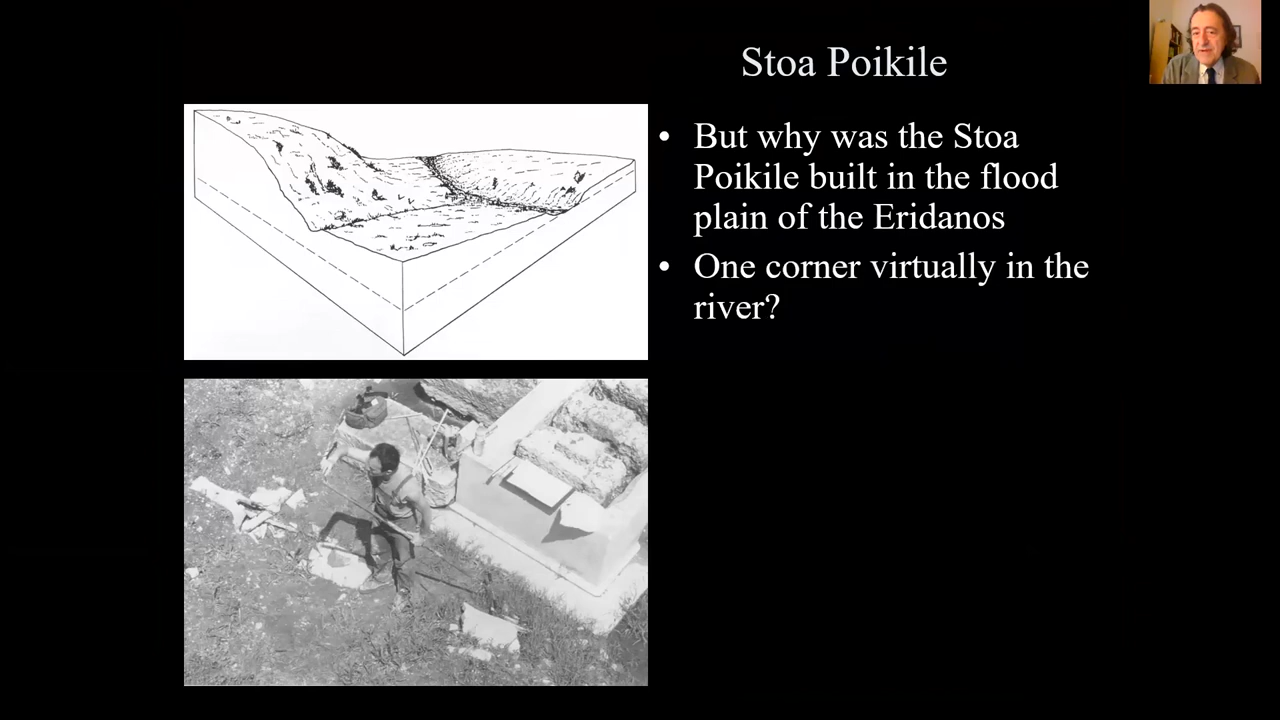 Stoa Poikile
• But why was the Stoa
Poikile built in the flood
plain of the Eridanos
• One corner virtually in the
river?